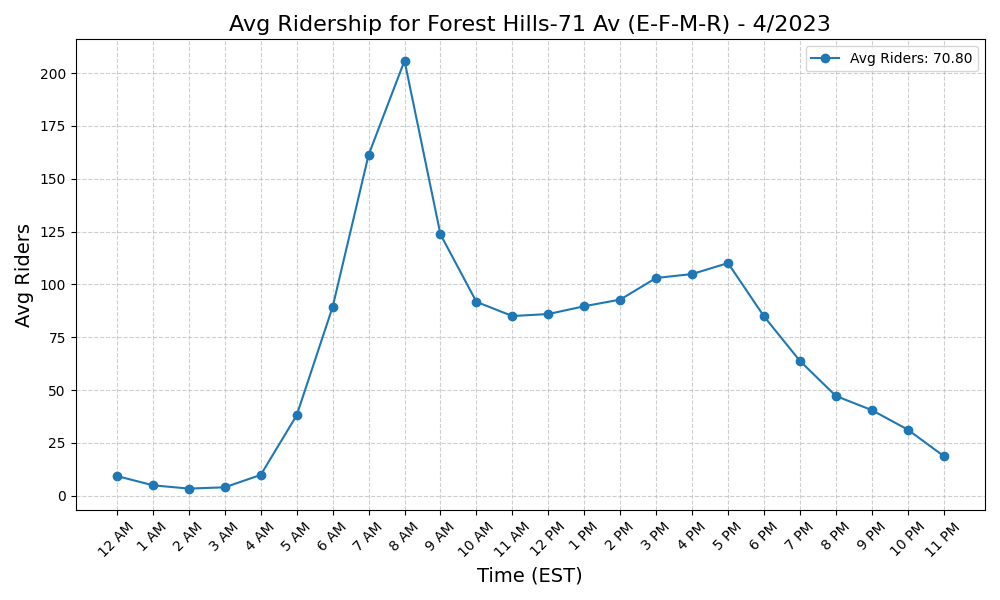 Avg Ridership for Forest Hills-71 Av (E-F-M-R) - 4/2023
Avg Riders: 70.80
Avg Riders
200
175
150
125
100
75
50
25
0
12 AM
1 AM
2 AM
3 AM
4 AM
5 AM
6 AM
7 AM
8 AM
9 AM
10 AM
11 AM
12 PM
1 PM
2 PM
3 PM
4 PM
5 PM
6 PM
7 PM
8 PM
9 PM
10 PM
11 PM
Time (EST)